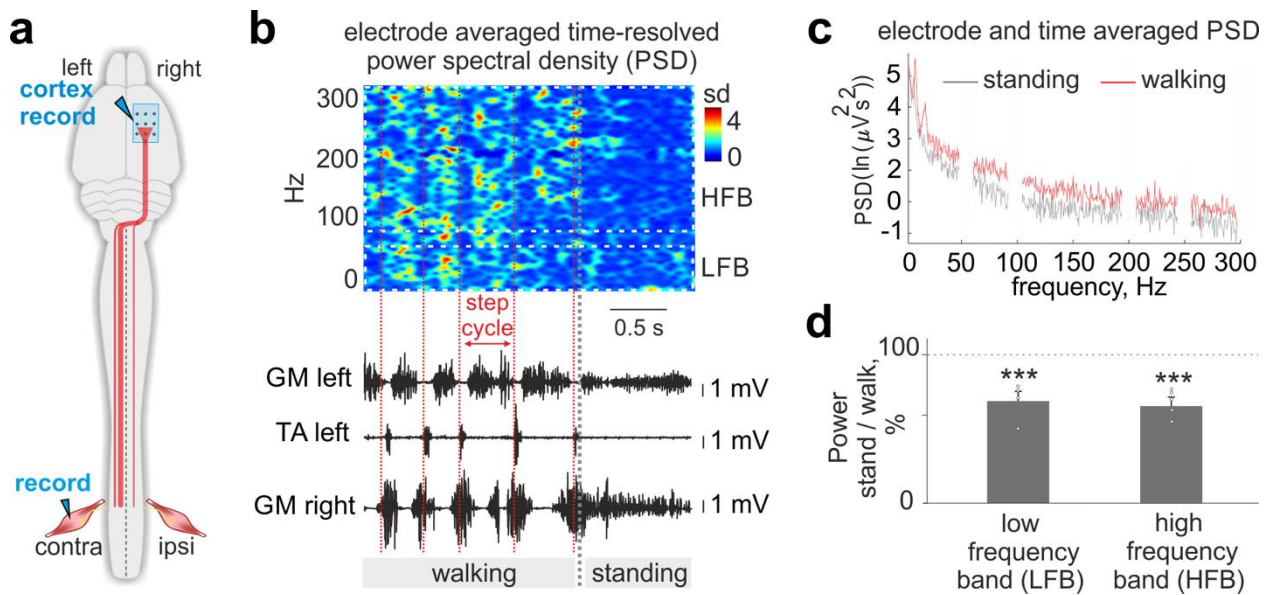 a
left
right
cortex
record
record
contra
ipsi
b
electrode averaged time-resolved
power spectral density (PSD)
300
200
100
0
Hz
sd
4
0
HFB
LFB
step
cycle
0.5 s
GM left
1 mV
TA left
1 mV
GM right
1 mV
walking
standing
c
electrode and time averaged PSD
standing
walking
5
4
3
2
0
-1
PSD(ln(μV²s²))
0
50
100
150
200
250
300
frequency, Hz
d
100
0
Power
stand / walk,
%
***
***
low
frequency
band (LFB)
high
frequency
band (HFB)